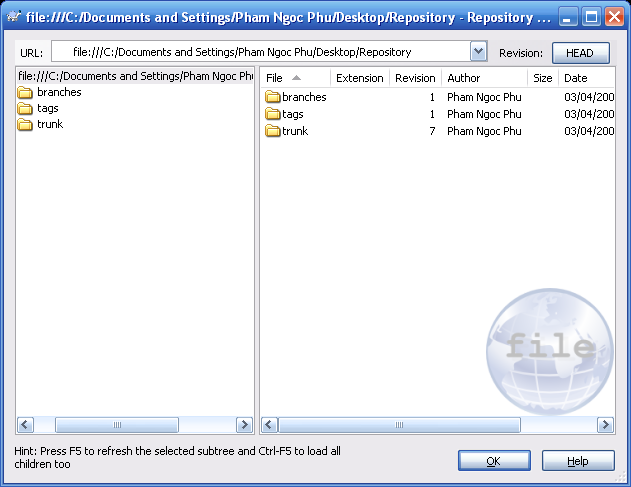 file:///C:/Documents and Settings/Pham Ngoc Phu/Desktop/Repository - Repository ...
URL: file:///C:/Documents and Settings/Pham Ngoc Phu/Desktop/Repository Revision: HEAD
file:///C:/Documents and Settings/Pham Ngoc Phu
branches
tags
trunk
File Extension Revision Author Size Date
branches 1 Pham Ngoc Phu 03/04/200
tags 1 Pham Ngoc Phu 03/04/200
trunk 7 Pham Ngoc Phu 03/04/200
file
Hint: Press F5 to refresh the selected subtree and Ctrl-F5 to load all
children too
OK Help